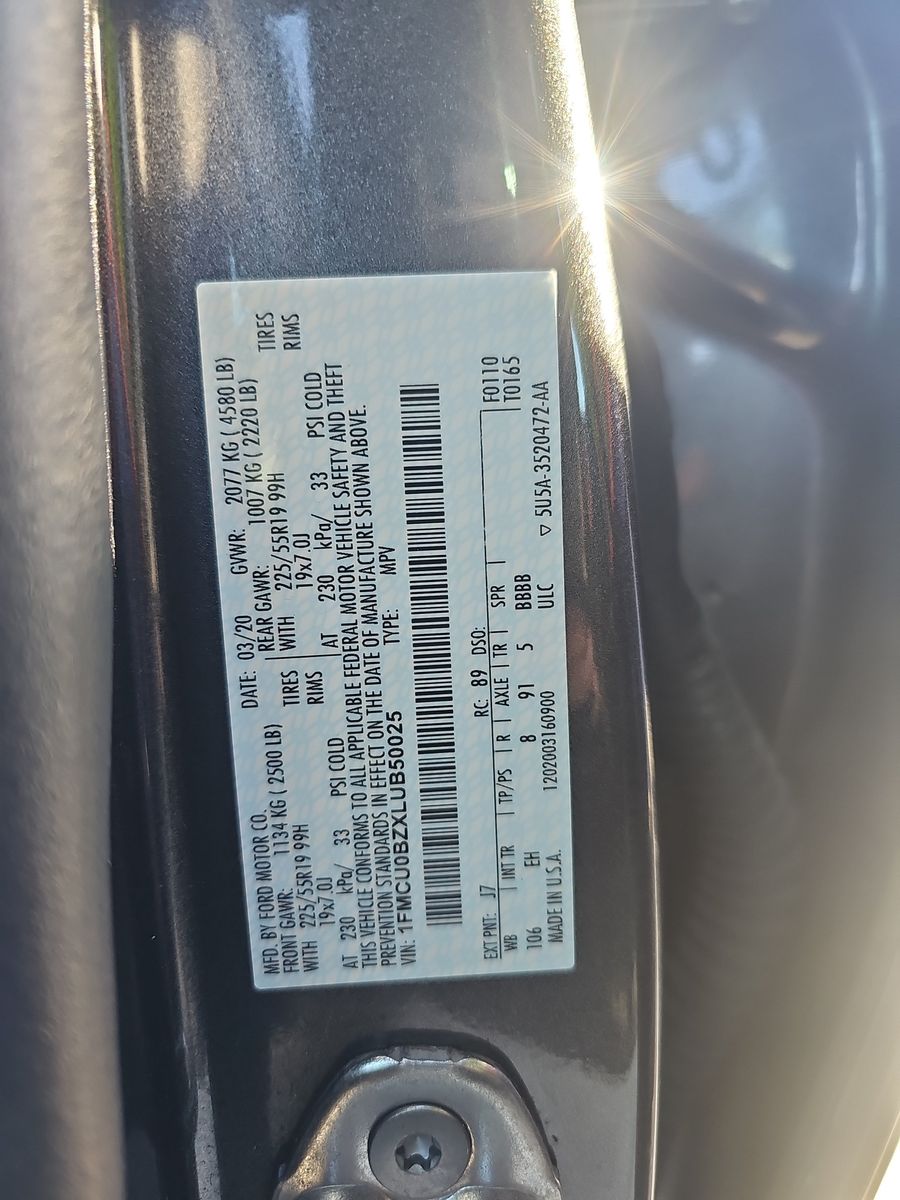 MFD. BY FORD MOTOR CO. DATE: 03/20 GVWR: 2077 KG ( 4580 LB)
FRONT GAWR: 1134 KG ( 2500 LB) REAR GAWR: 1007 KG ( 2220 LB)
WITH 225/55R19 99H TIRES WITH 225/55R19 99H TIRES
19x7.0J RIMS 19x7.0J RIMS
AT 230 kPa/ 33 PSI COLD AT 230 kPa/ 33 PSI COLD
THIS VEHICLE CONFORMS TO ALL APPLICABLE FEDERAL MOTOR VEHICLE SAFETY AND THEFT
PREVENTION STANDARDS IN EFFECT ON THE DATE OF MANUFACTURE SHOWN ABOVE.
VIN: 1FMCU0BZXLUB50025 TYPE: MPV
EXT PNT: J7 RC: 89 DSO: F0110
WB INT TR TP/PS R AXLE TR SPR T0165
106 EH 8 91 5 BBBB
MADE IN U.S.A. 1202003160900 ULC ▽ 5U5A-3520472-AA